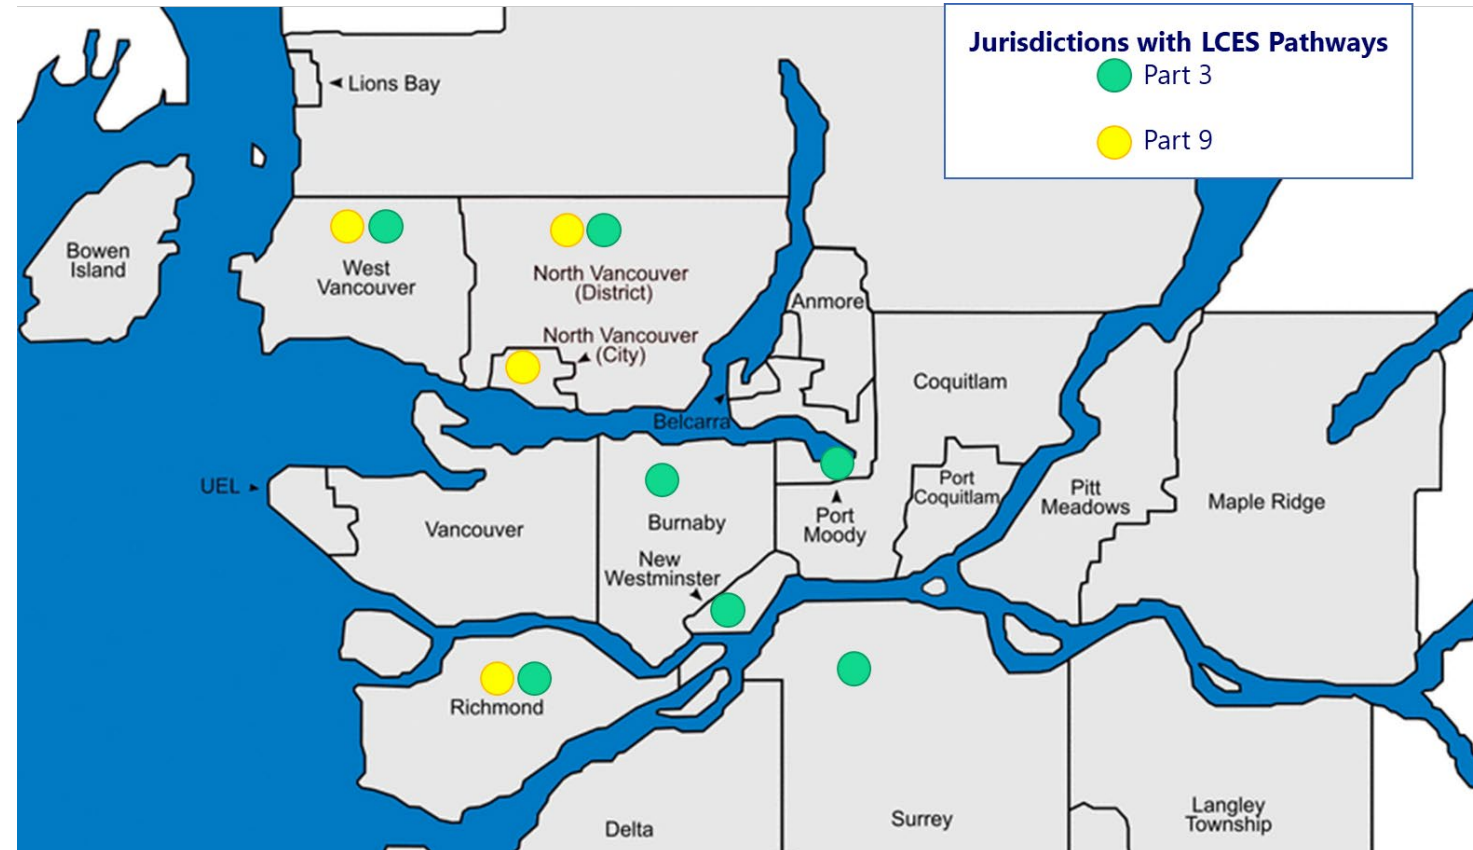 Jurisdictions with LCES Pathways
Part 3
Part 9
Lions Bay
Bowen
Island
West
Vancouver
North Vancouver
(District)
North Vancouver
(City)
Anmore
Belcarra
Coquitlam
Port
Coquitlam
Pitt
Meadows
Maple Ridge
UEL
Vancouver
Burnaby
Port
Moody
New
Westminster
Richmond
Delta
Surrey
Langley
Township